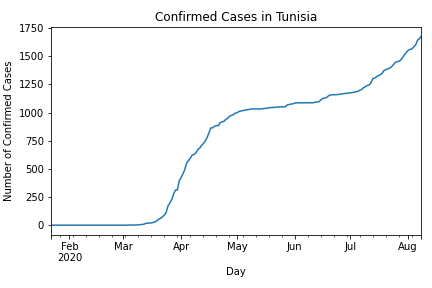 Confirmed Cases in Tunisia
Number of Confirmed Cases
1750
1500
1250
1000
750
500
250
0
Feb Mar Apr May Jun Jul Aug
2020
Day